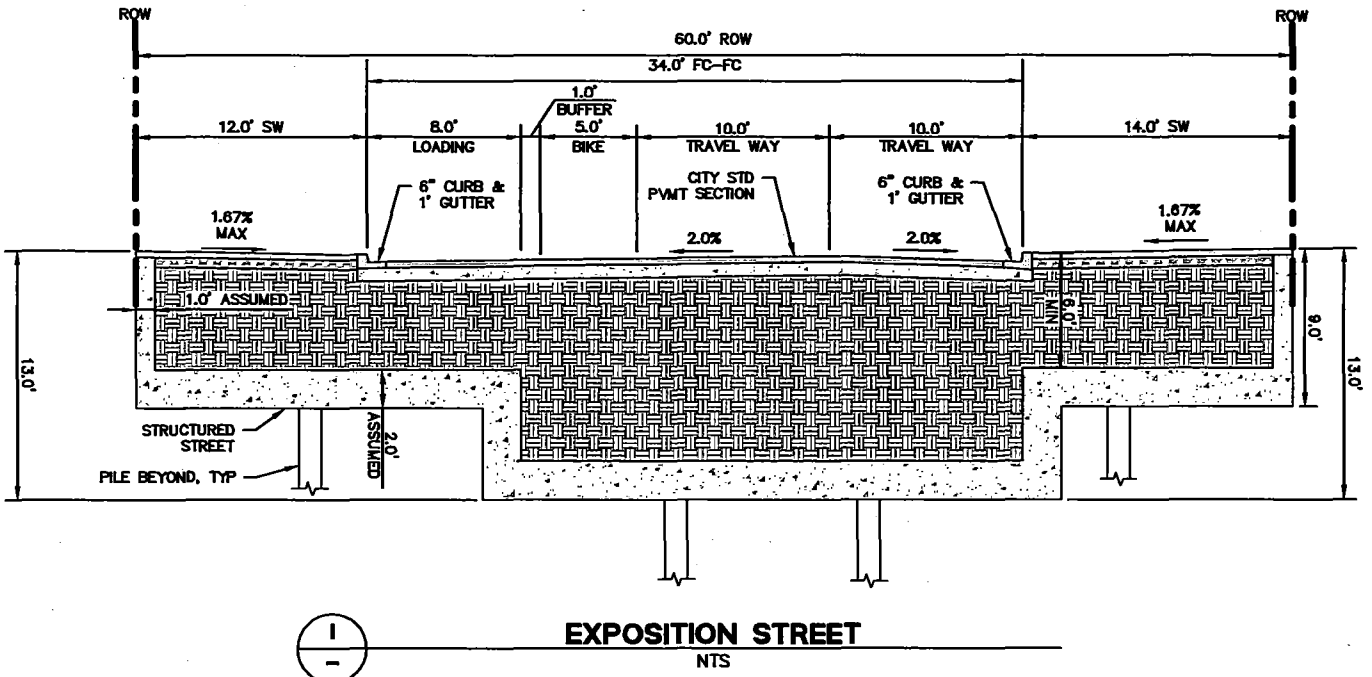 ROW
ROW
60.0' ROW
34.0' FC-FC
1.0'
BUFFER
12.0' SW
8.0'
LOADING
5.0'
BIKE
10.0'
TRAVEL WAY
10.0'
TRAVEL WAY
14.0' SW
6" CURB &
1' GUTTER
CITY STD
PVMT SECTION
6" CURB &
1' GUTTER
1.67%
MAX
2.0%
2.0%
1.67%
MAX
1.0' ASSUMED
6.0'
MIN
9.0'
13.0'
13.0'
2.0'
ASSUMED
STRUCTURED
STREET
PILE BEYOND, TYP
1
-
EXPOSITION STREET
NTS